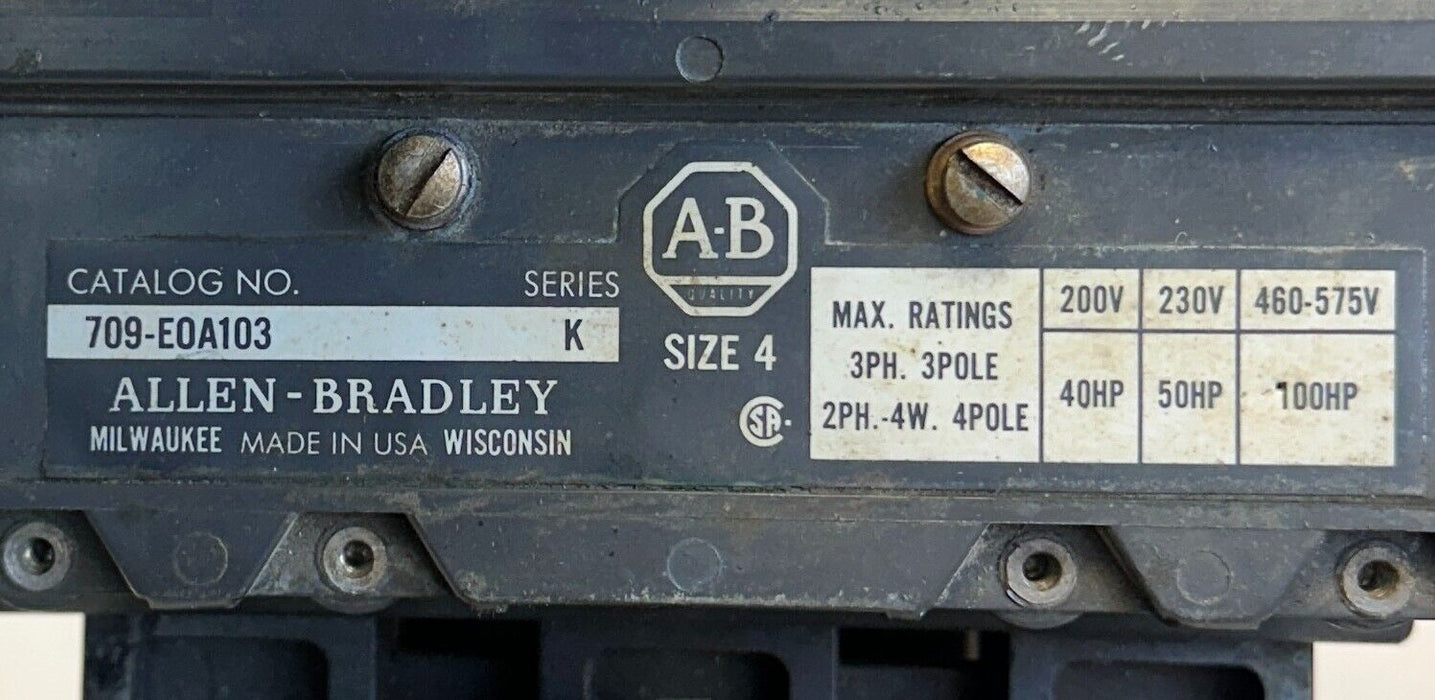 CATALOG NO. SERIES
709-EOA103 K
ALLEN-BRADLEY
MILWAUKEE MADE IN USA WISCONSIN
A-B
QUALITY
SIZE 4
SA
MAX. RATINGS
3PH. 3POLE
2PH.-4W. 4POLE
200V 230V 460-575V
40HP 50HP 100HP